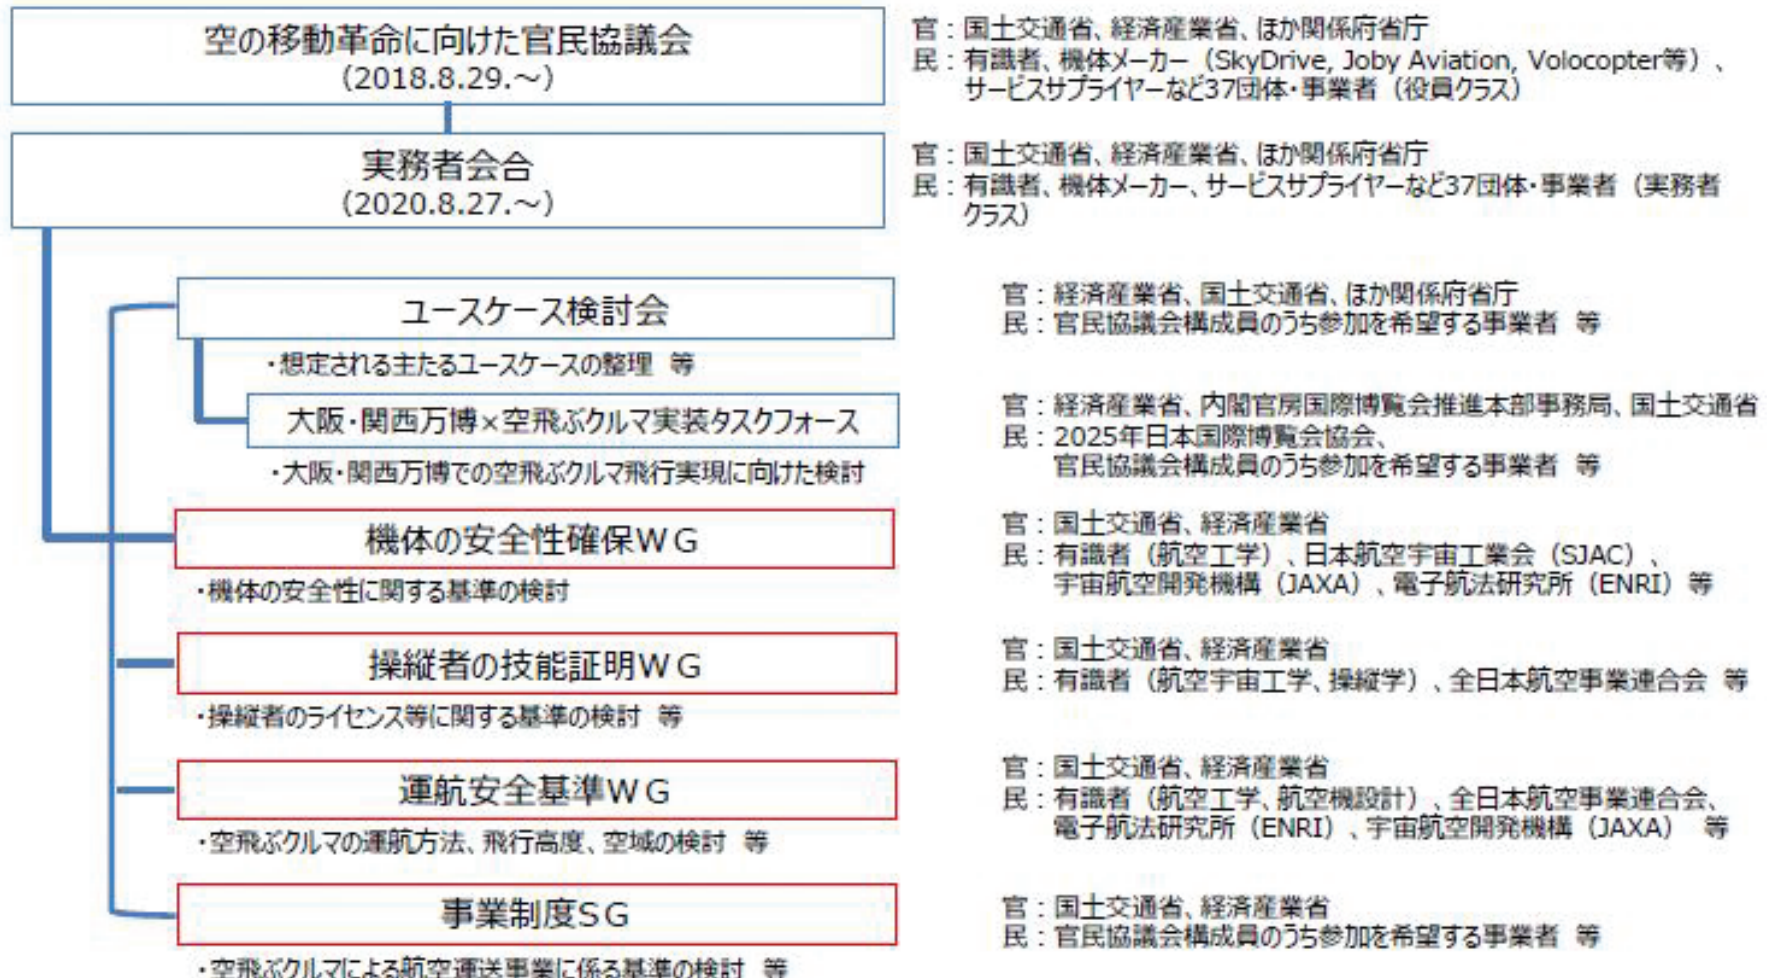 空の移動革命に向けた官民協議会
（2018.8.29.～）
官：国土交通省、経済産業省、ほか関係府省庁
民：有識者、機体メーカー（SkyDrive, Joby Aviation, Volocopter等）、
サービスサプライヤーなど37団体・事業者（役員クラス）
実務者会合
（2020.8.27.～）
官：国土交通省、経済産業省、ほか関係府省庁
民：有識者、機体メーカー、サービスサプライヤーなど37団体・事業者（実務者
クラス）
ユースケース検討会
・想定される主たるユースケースの整理 等
官：経済産業省、国土交通省、ほか関係府省庁
民：官民協議会構成員のうち参加を希望する事業者 等
大阪・関西万博×空飛ぶクルマ実装タスクフォース
・大阪・関西万博での空飛ぶクルマ飛行実現に向けた検討
官：経済産業省、内閣官房国際博覧会推進本部事務局、国土交通省
民：2025年日本国際博覧会協会、
官民協議会構成員のうち参加を希望する事業者 等
機体の安全性確保ＷＧ
・機体の安全性に関する基準の検討
官：国土交通省、経済産業省
民：有識者（航空工学）、日本航空宇宙工業会（SJAC）、
宇宙航空開発機構（JAXA）、電子航法研究所（ENRI）等
操縦者の技能証明ＷＧ
・操縦者のライセンス等に関する基準の検討 等
官：国土交通省、経済産業省
民：有識者（航空宇宙工学、操縦学）、全日本航空事業連合会 等
運航安全基準ＷＧ
・空飛ぶクルマの運航方法、飛行高度、空域の検討 等
官：国土交通省、経済産業省
民：有識者（航空工学、航空機設計）、全日本航空事業連合会、
電子航法研究所（ENRI）、宇宙航空開発機構（JAXA） 等
事業制度ＳＧ
・空飛ぶクルマによる航空運送事業に係る基準の検討 等
官：国土交通省、経済産業省
民：官民協議会構成員のうち参加を希望する事業者 等